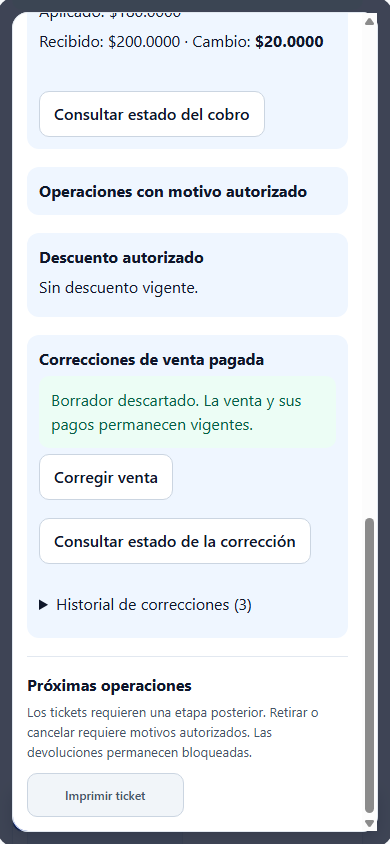 Aplicado: $180.0000
Recibido: $200.0000 · Cambio: $20.0000
Consultar estado del cobro
Operaciones con motivo autorizado
Descuento autorizado
Sin descuento vigente.
Correcciones de venta pagada
Borrador descartado. La venta y sus
pagos permanecen vigentes.
Corregir venta
Consultar estado de la corrección
Historial de correcciones (3)
Próximas operaciones
Los tickets requieren una etapa posterior. Retirar o
cancelar requiere motivos autorizados. Las
devoluciones permanecen bloqueadas.
Imprimir ticket